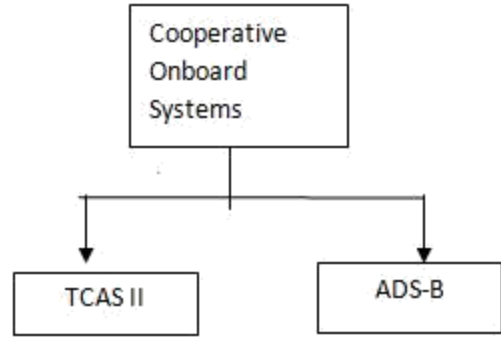 Cooperative
Onboard
Systems
TCAS II
ADS-B